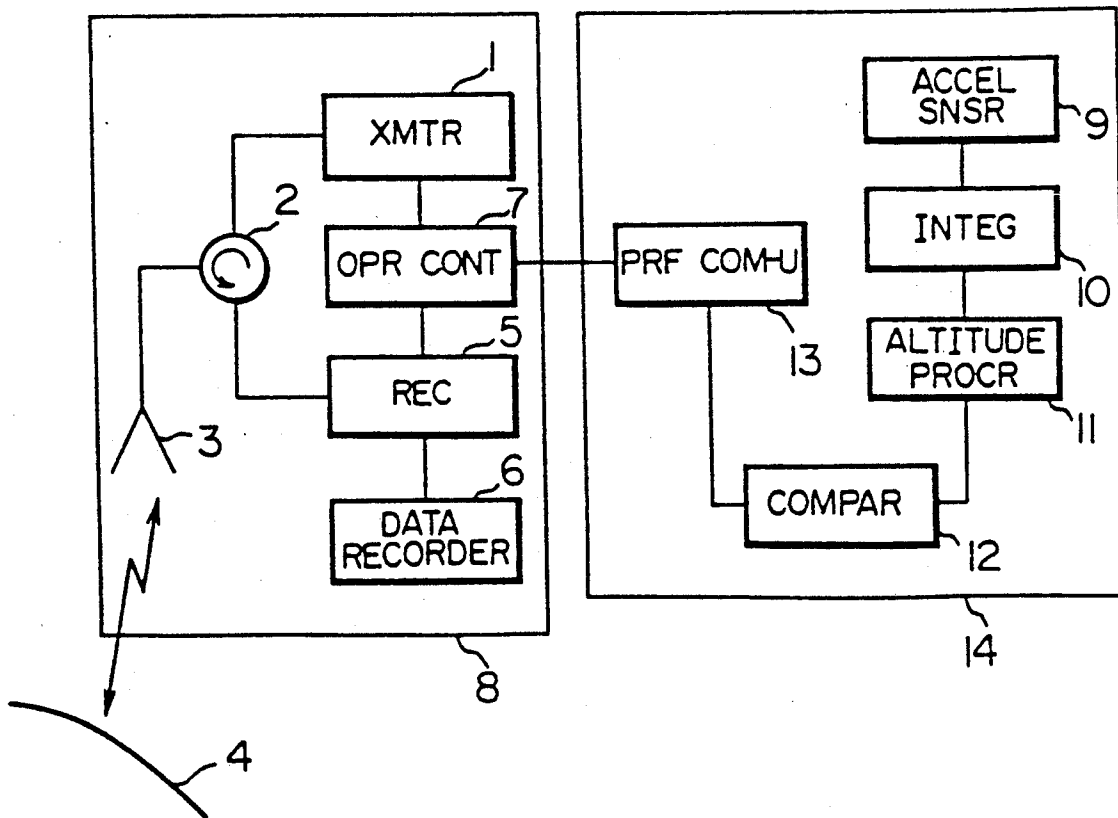 1
XMTR
2
7
OPR CONT
5
REC
3
6
DATA
RECORDER
8
4
ACCEL
SNSR
9
INTEG
10
PRF COM-U
13
ALTITUDE
PROCR
11
COMPAR
12
14